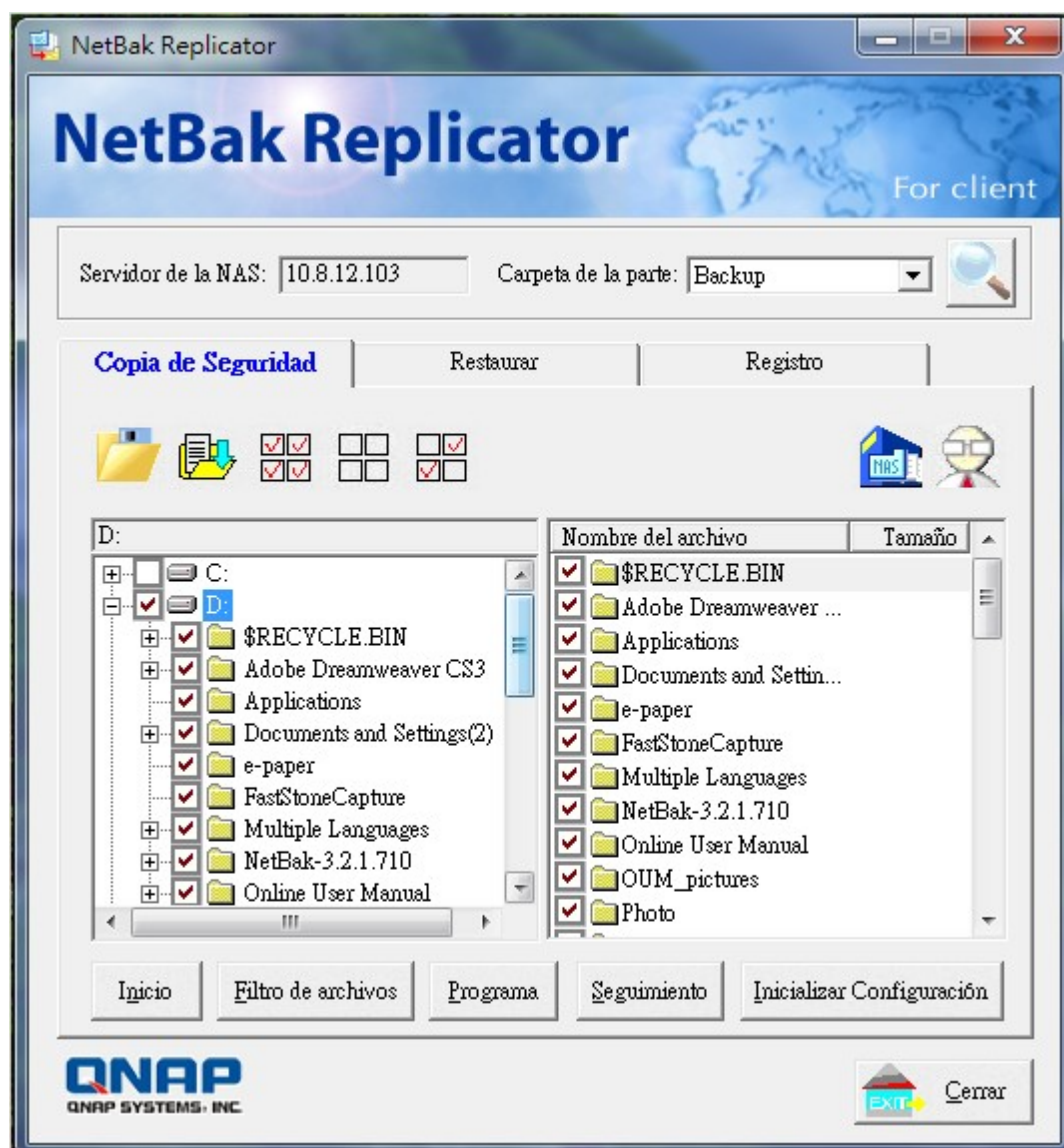 NetBak Replicator
NetBak Replicator
For client
Servidor de la NAS: 10.8.12.103 Carpeta de la parte: Backup
Copia de Seguridad Restaurar Registro
NAS
D:
C:
D:
$RECYCLE.BIN
Adobe Dreamweaver CS3
Applications
Documents and Settings(2)
e-paper
FastStoneCapture
Multiple Languages
NetBak-3.2.1.710
Online User Manual
Nombre del archivo Tamaño
$RECYCLE.BIN
Adobe Dreamweaver ...
Applications
Documents and Settin...
e-paper
FastStoneCapture
Multiple Languages
NetBak-3.2.1.710
Online User Manual
OUM_pictures
Photo
Inicio Filtro de archivos Programa Seguimiento Inicializar Configuración
QNAP
QNAP SYSTEMS, INC.
EXIT Cerrar